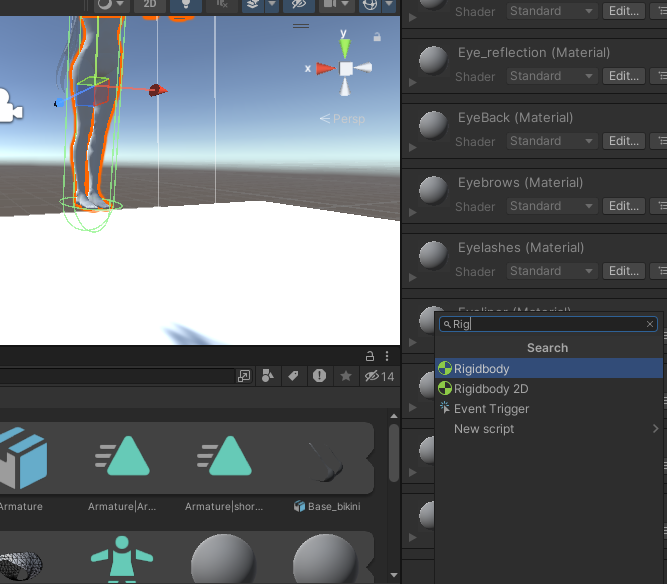 2D
y
x
Persp
Shader Standard Edit...
Eye_reflection (Material)
Shader Standard Edit...
EyeBack (Material)
Shader Standard Edit...
Eyebrows (Material)
Shader Standard Edit...
Eyelashes (Material)
Shader Standard Edit...
Eyeliner (Material)
Rig
Search
Rigidbody
Rigidbody 2D
Event Trigger
New script
14
Armature
Armature|Ar...
Armature|shor...
Base_bikini